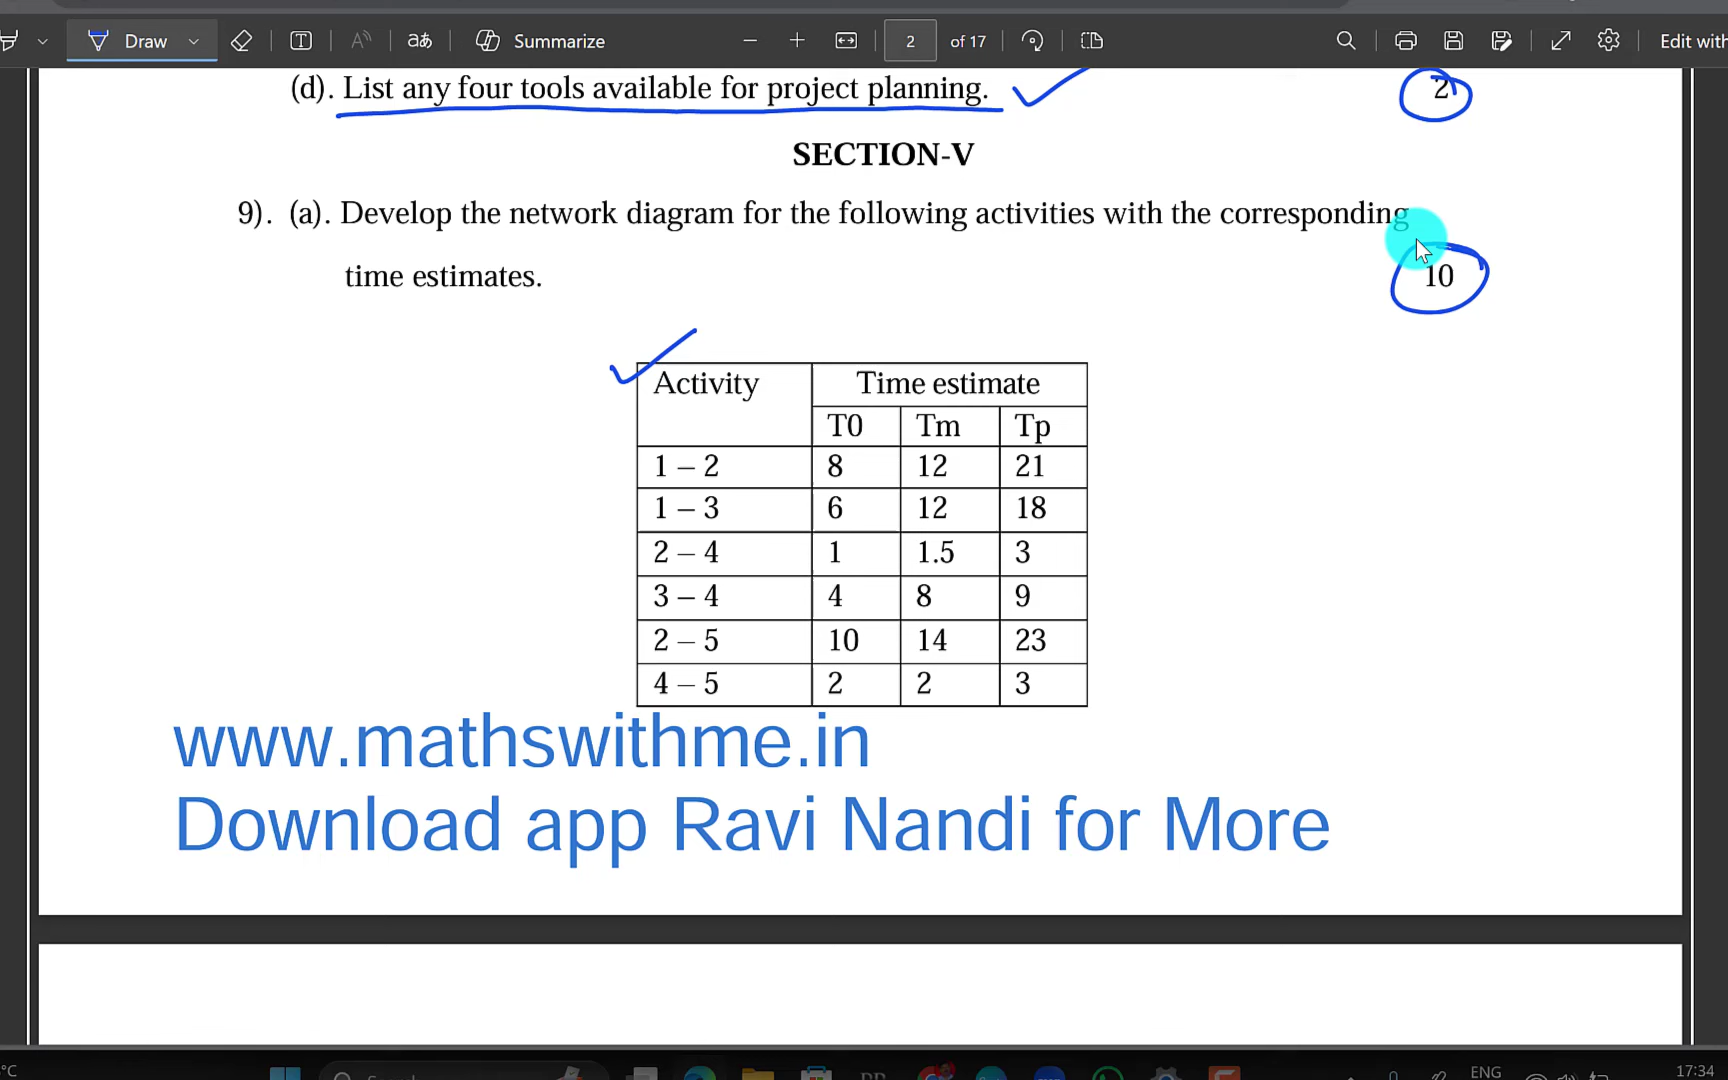 Draw
Summarize
2 of 17
Edit with
(d). List any four tools available for project planning. 2
SECTION-V
9). (a). Develop the network diagram for the following activities with the corresponding
time estimates. 10
Activity Time estimate
T0 Tm Tp
1 – 2 8 12 21
1 – 3 6 12 18
2 – 4 1 1.5 3
3 – 4 4 8 9
2 – 5 10 14 23
4 – 5 2 2 3
www.mathswithme.in
Download app Ravi Nandi for More
°C
ENG
17:34